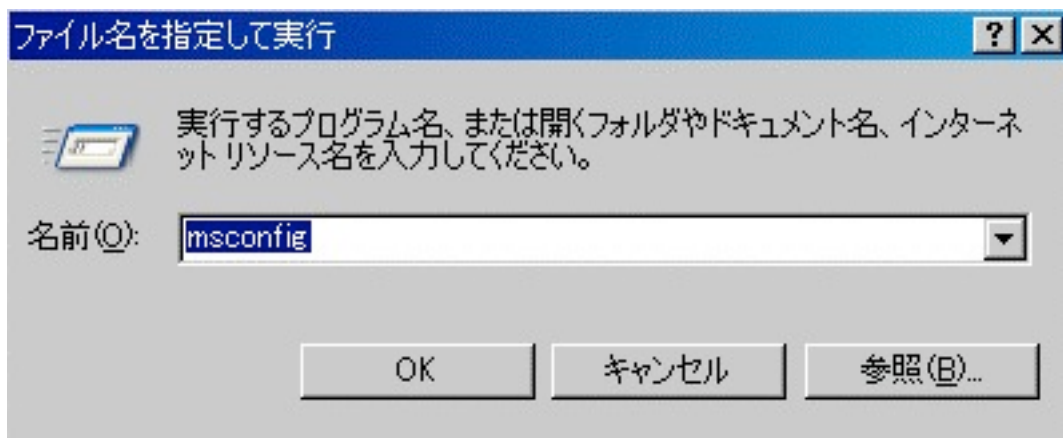 ファイル名を指定して実行
実行するプログラム名、または開くフォルダやドキュメント名、インターネ
ット リソース名を入力してください。
名前(O): msconfig
OK キャンセル 参照(B)...